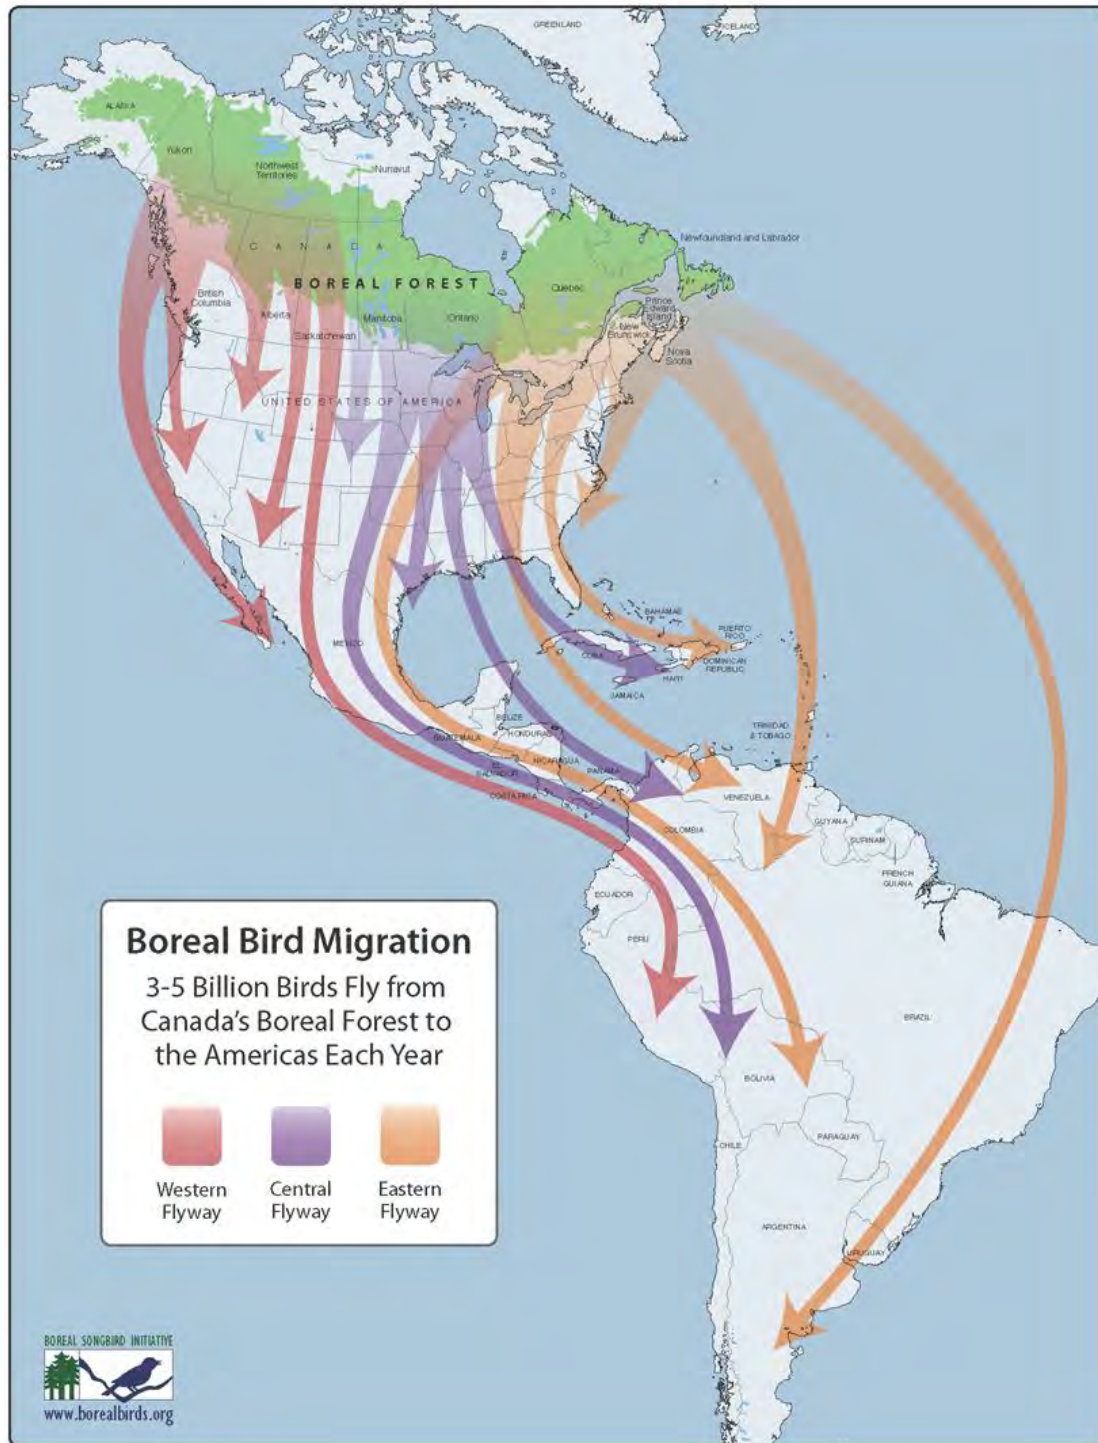 GREENLAND
ICELAND
ALASKA
Yukon
Northwest
Territories
Nunavut
Newfoundland and Labrador
CANADA
BOREAL FOREST
Quebec
British
Columbia
Alberta
Saskatchewan
Manitoba
Ontario
Prince
Edward
Island
New
Brunswick
Nova
Scotia
UNITED STATES OF AMERICA
MEXICO
BAHAMAS
CUBA
PUERTO
RICO
DOMINICAN
REPUBLIC
HAITI
JAMAICA
BELIZE
HONDURAS
GUATEMALA
EL
SALVADOR
NICARAGUA
COSTA RICA
PANAMA
TRINIDAD
& TOBAGO
VENEZUELA
GUYANA
SURINAM
FRENCH
GUIANA
COLOMBIA
ECUADOR
PERU
BRAZIL
BOLIVIA
PARAGUAY
CHILE
ARGENTINA
URUGUAY
Boreal Bird Migration
3-5 Billion Birds Fly from
Canada's Boreal Forest to
the Americas Each Year
Western
Flyway
Central
Flyway
Eastern
Flyway
BOREAL SONGBIRD INITIATIVE
www.borealbirds.org